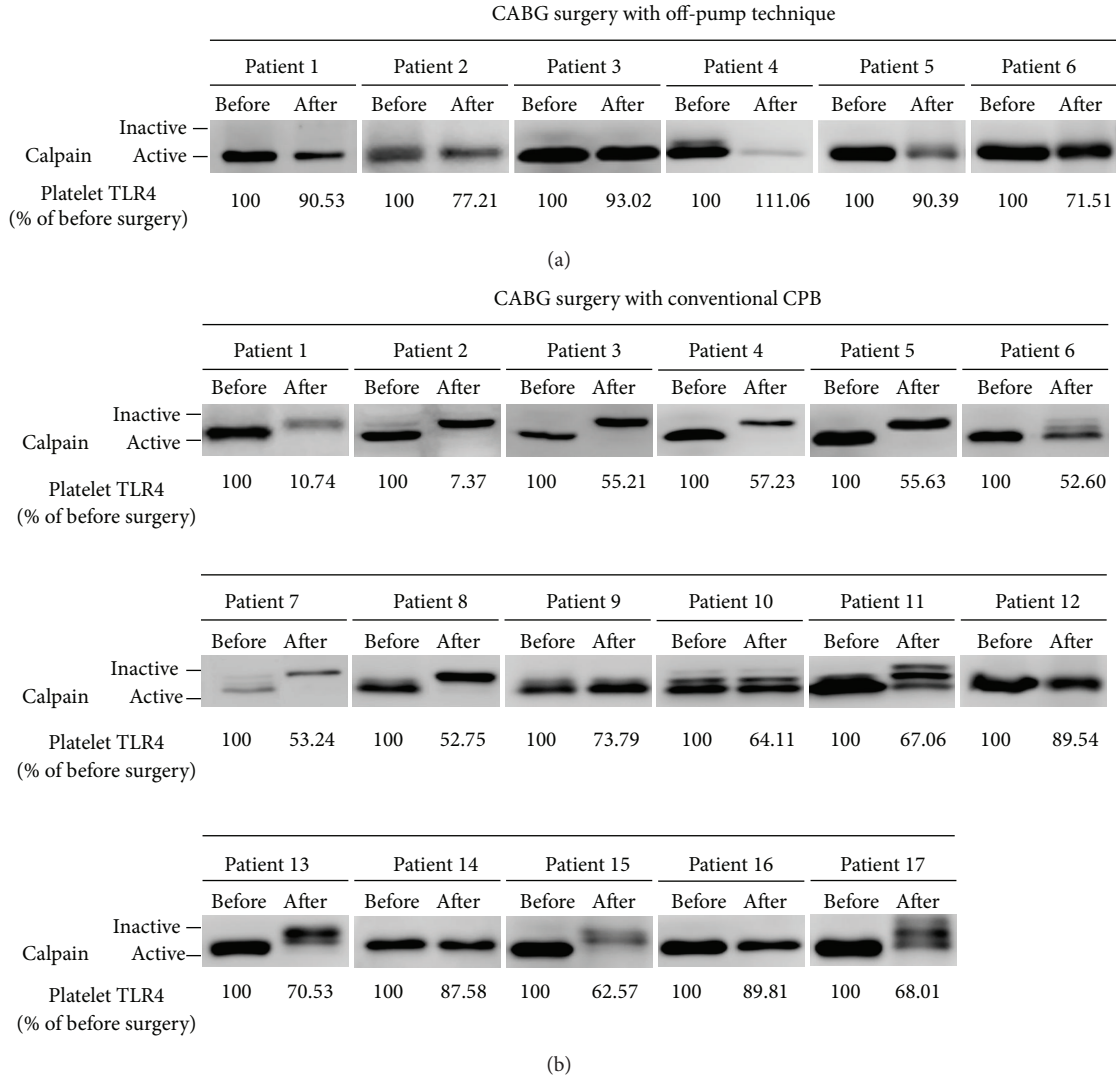 CABG surgery with off-pump technique
Patient 1 Patient 2 Patient 3 Patient 4 Patient 5 Patient 6
Before After Before After Before After Before After Before After Before After
Inactive
Calpain Active
Platelet TLR4
(% of before surgery)
100 90.53 100 77.21 100 93.02 100 111.06 100 90.39 100 71.51
(a)
CABG surgery with conventional CPB
Patient 1 Patient 2 Patient 3 Patient 4 Patient 5 Patient 6
Before After Before After Before After Before After Before After Before After
Inactive
Calpain Active
Platelet TLR4
(% of before surgery)
100 10.74 100 7.37 100 55.21 100 57.23 100 55.63 100 52.60
Patient 7 Patient 8 Patient 9 Patient 10 Patient 11 Patient 12
Before After Before After Before After Before After Before After Before After
Inactive
Calpain Active
Platelet TLR4
(% of before surgery)
100 53.24 100 52.75 100 73.79 100 64.11 100 67.06 100 89.54
Patient 13 Patient 14 Patient 15 Patient 16 Patient 17
Before After Before After Before After Before After Before After
Inactive
Calpain Active
Platelet TLR4
(% of before surgery)
100 70.53 100 87.58 100 62.57 100 89.81 100 68.01
(b)